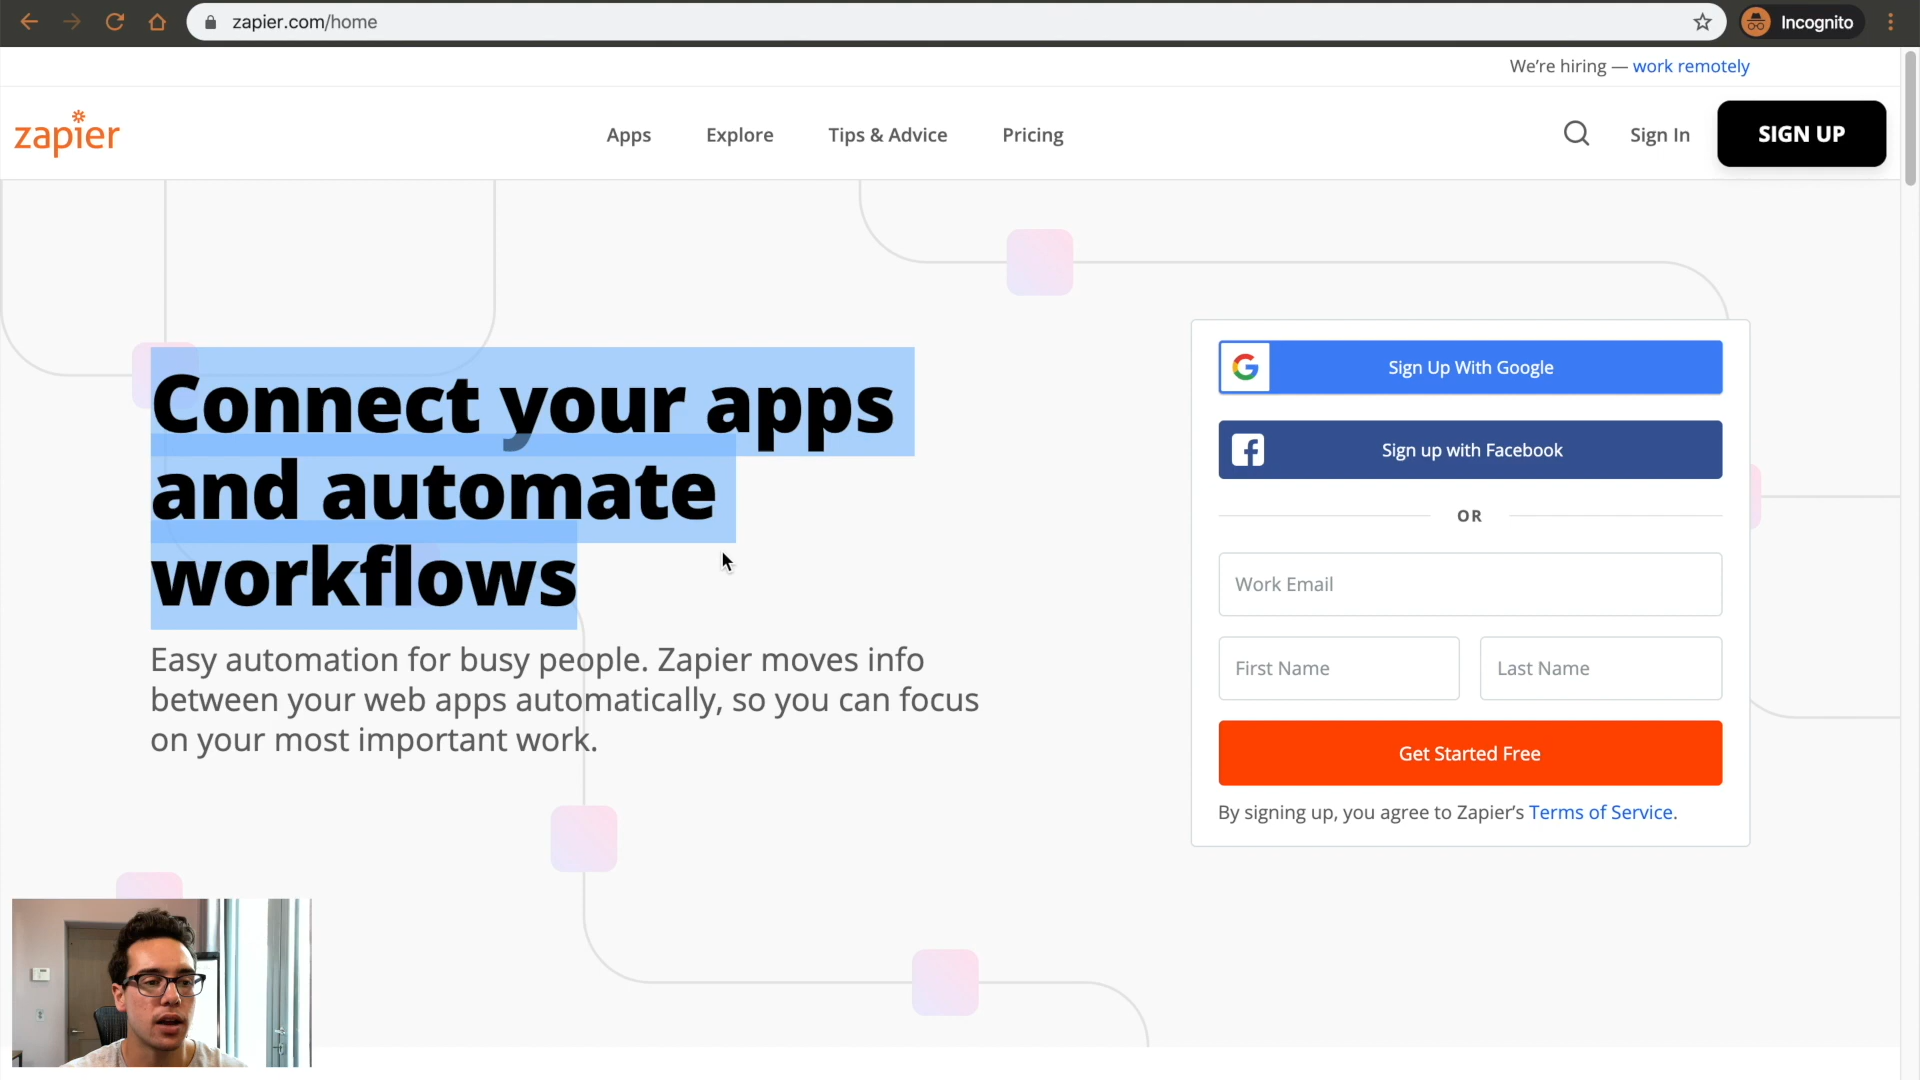 zapier.com/home
Incognito
We're hiring — work remotely
zapier
Apps
Explore
Tips & Advice
Pricing
Sign In
SIGN UP
Connect your apps
and automate
workflows
Easy automation for busy people. Zapier moves info
between your web apps automatically, so you can focus
on your most important work.
Sign Up With Google
Sign up with Facebook
OR
Work Email
First Name
Last Name
Get Started Free
By signing up, you agree to Zapier's Terms of Service.